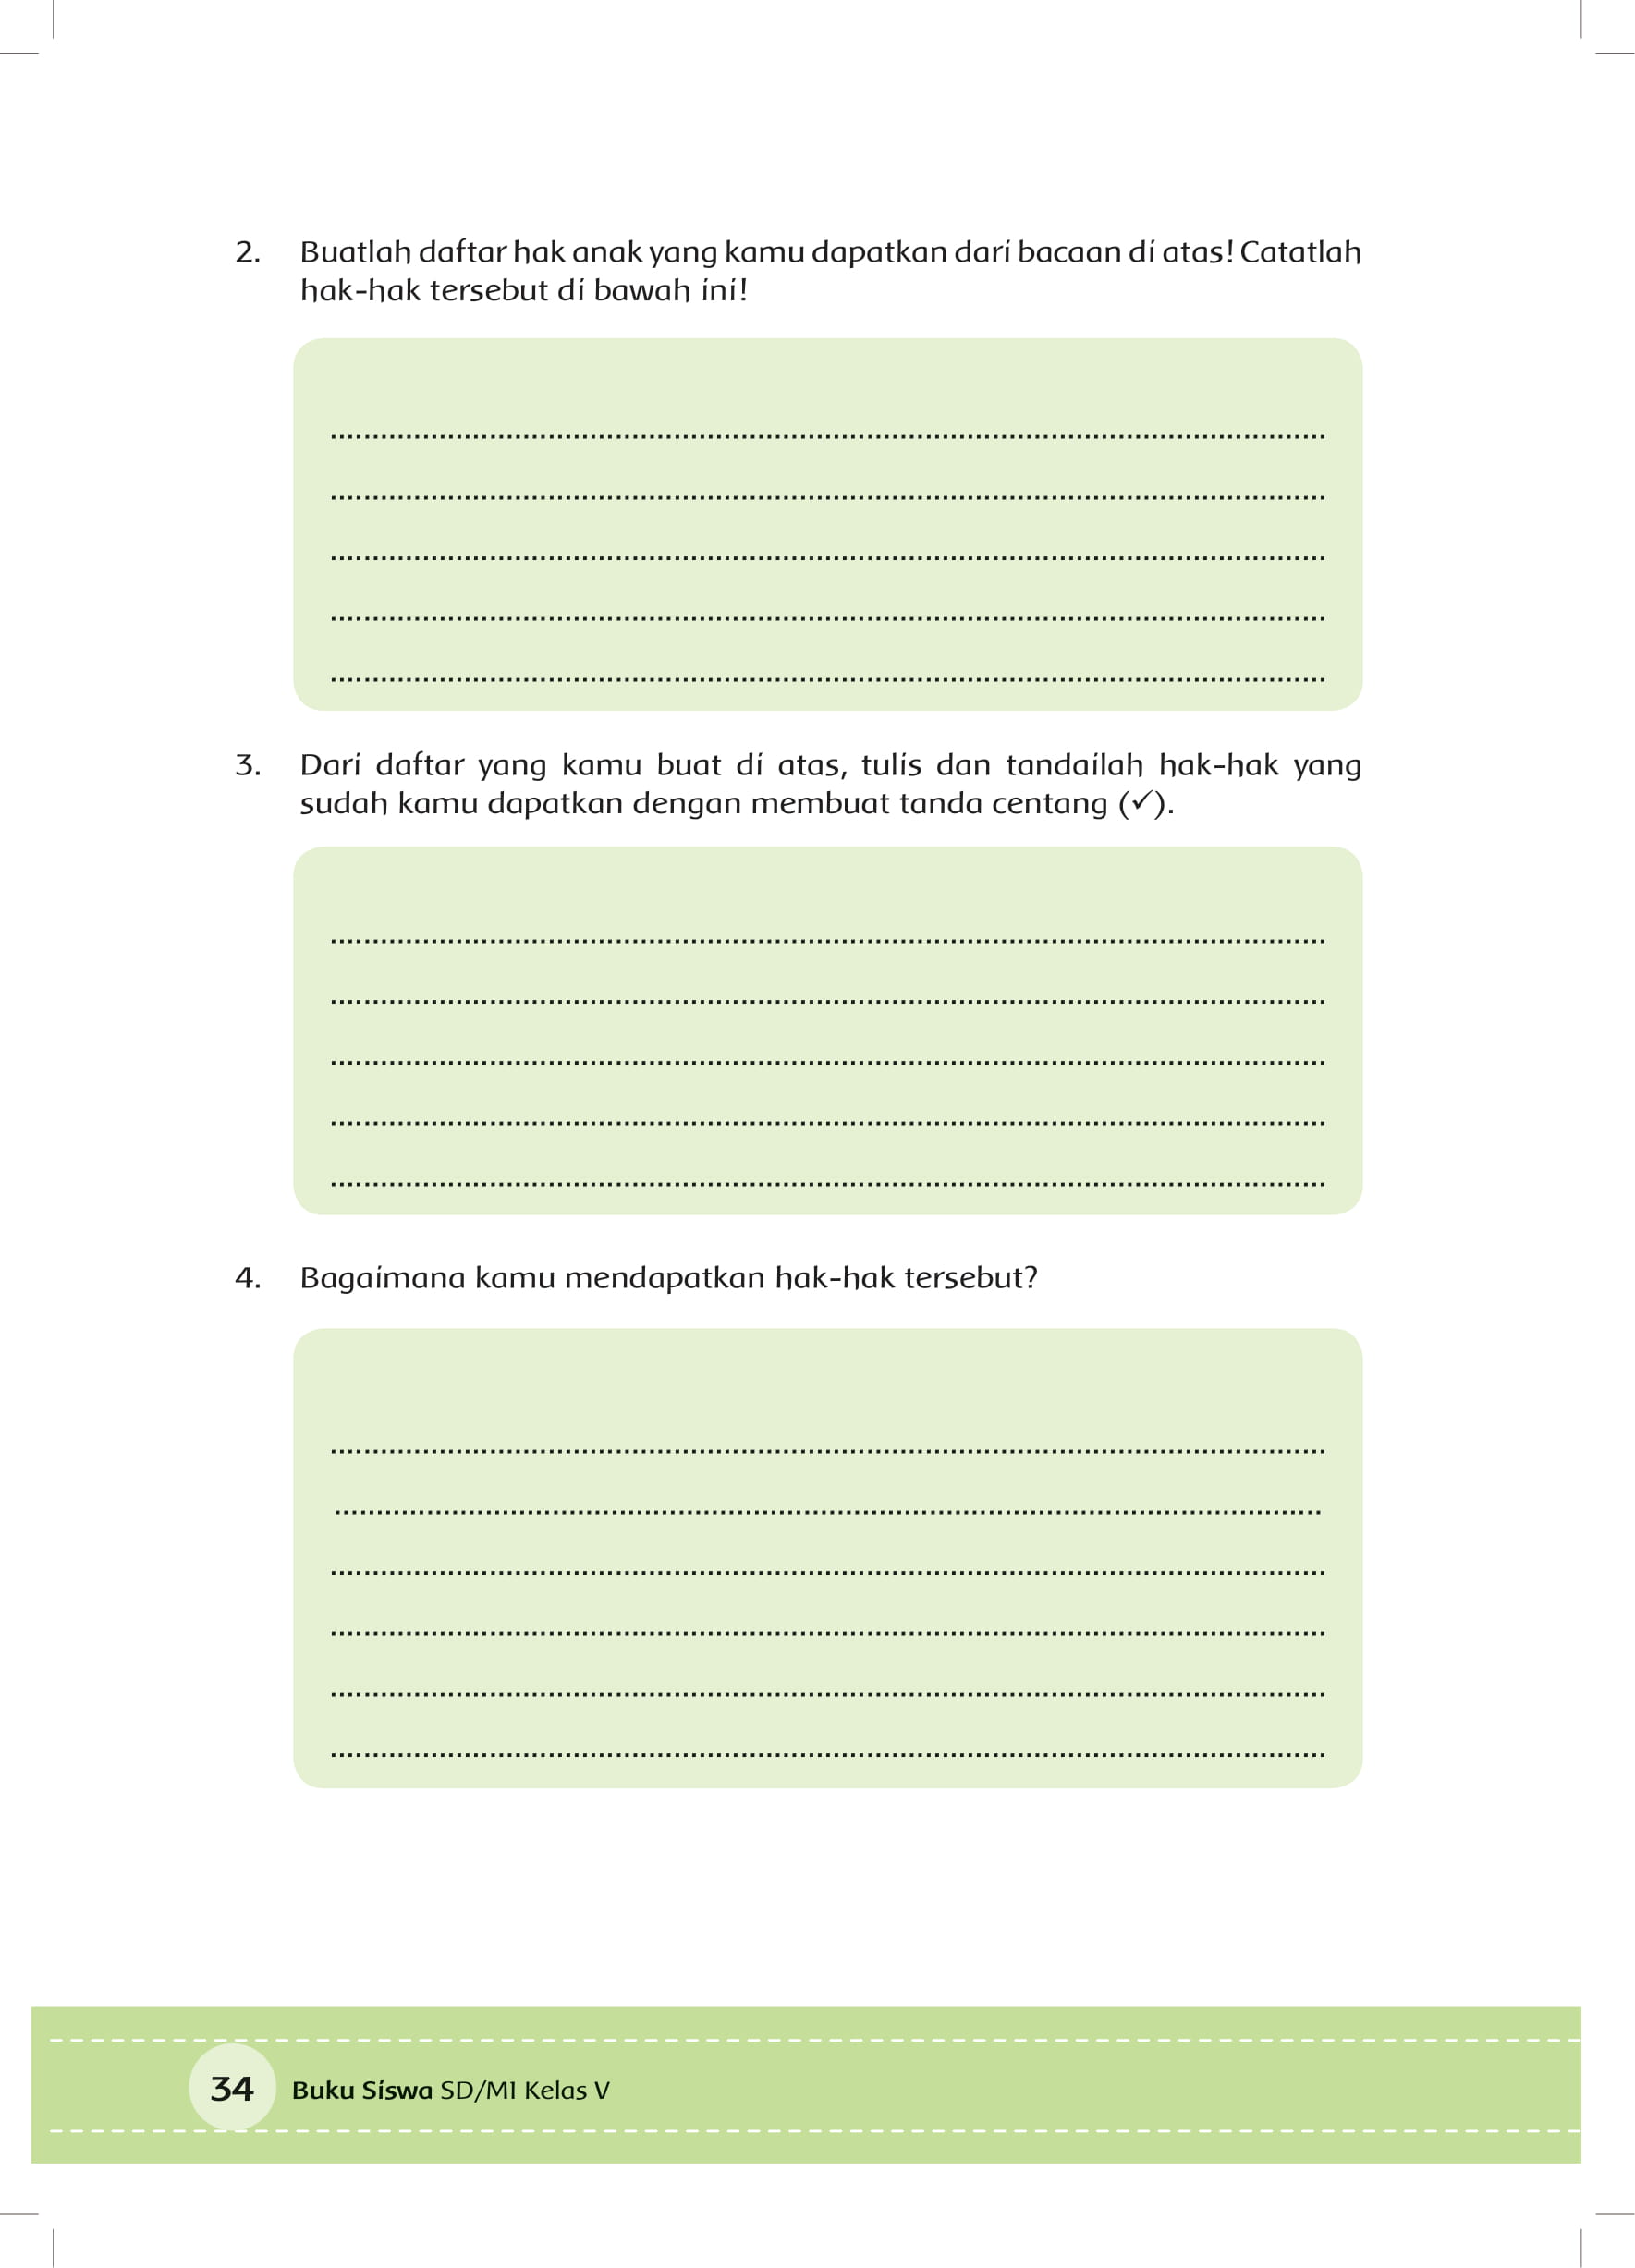 2. Buatlah daftar hak anak yang kamu dapatkan dari bacaan di atas! Catatlah
hak-hak tersebut di bawah ini!
3. Dari daftar yang kamu buat di atas, tulis dan tandailah hak-hak yang
sudah kamu dapatkan dengan membuat tanda centang (✓).
4. Bagaimana kamu mendapatkan hak-hak tersebut?
34 Buku Siswa SD/MI Kelas V